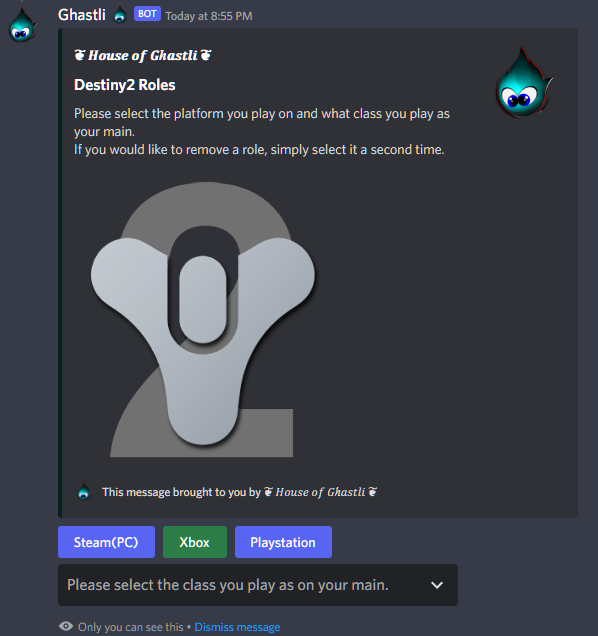 Ghastli BOT Today at 8:55 PM
❦ House of Ghastli ❦
Destiny2 Roles
Please select the platform you play on and what class you play as
your main.
If you would like to remove a role, simply select it a second time.
2
This message brought to you by ❦ House of Ghastli ❦
Steam(PC) Xbox Playstation
Please select the class you play as on your main.
Only you can see this • Dismiss message